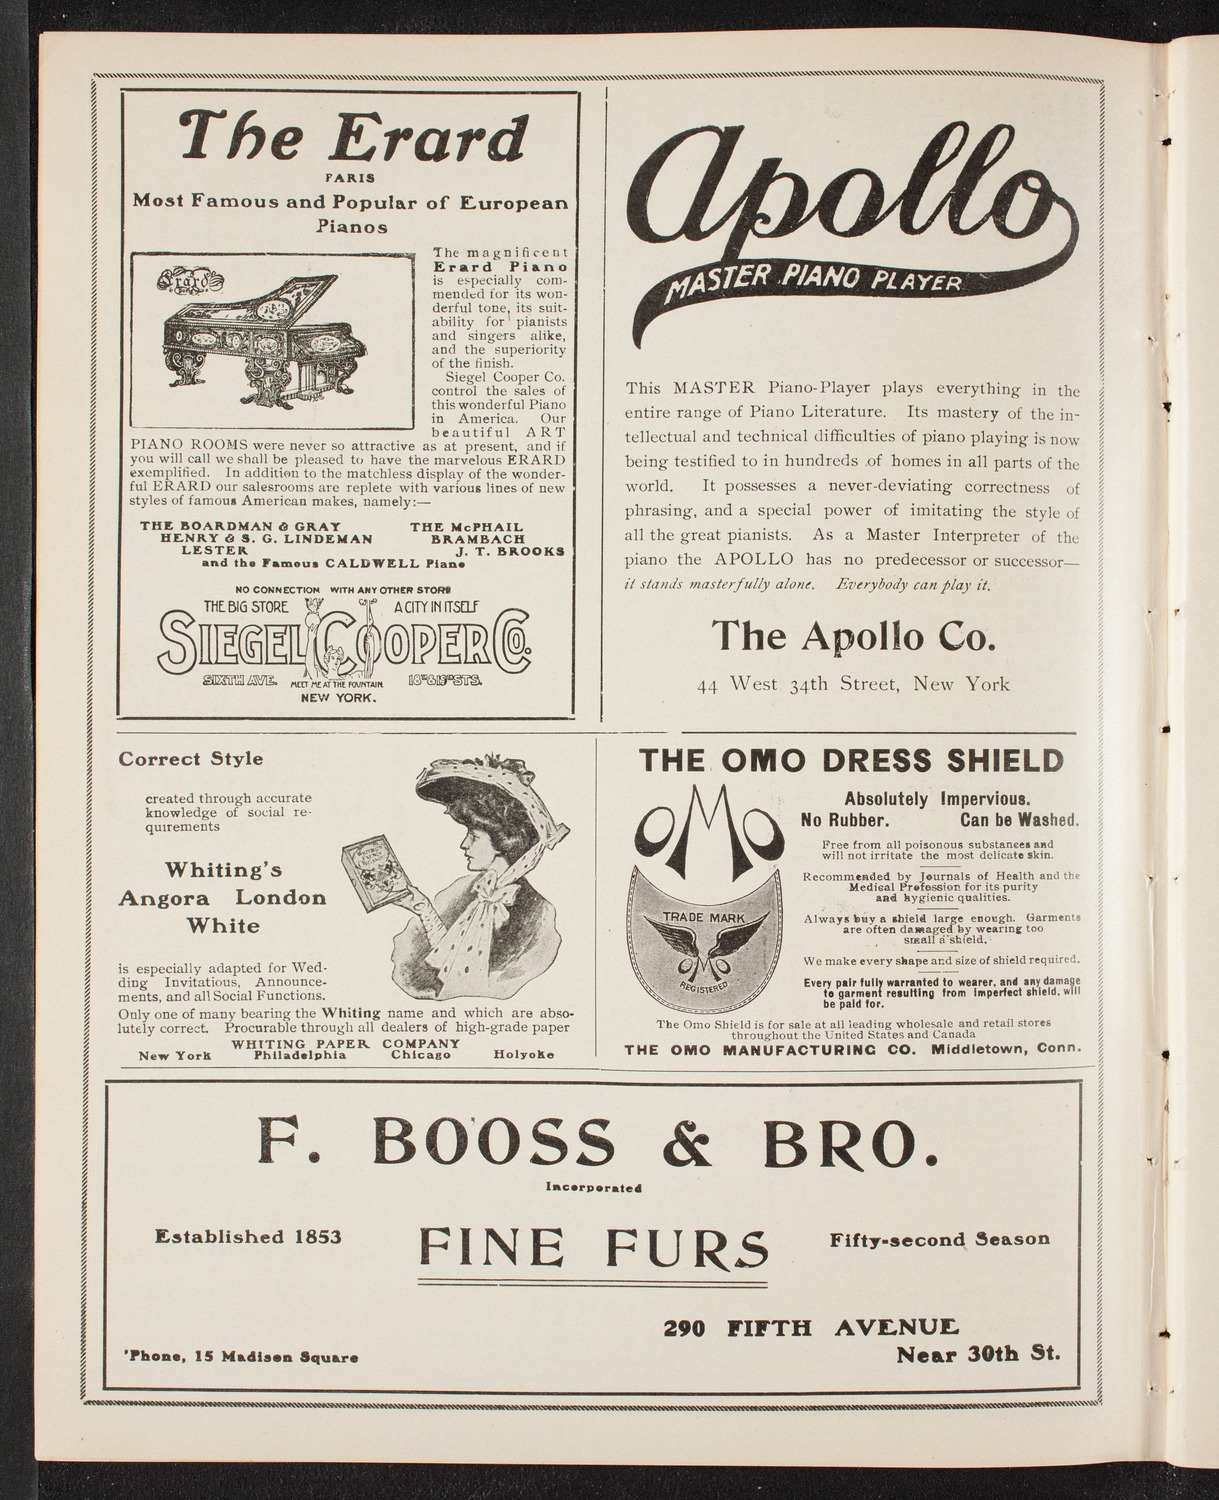 The Erard
PARIS
Most Famous and Popular of European
Pianos
Erard
The magnificent
Erard Piano
is especially com-
mended for its won-
derful tone, its suit-
ability for pianists
and singers alike,
and the superiority
of the finish.
Siegel Cooper Co.
control the sales of
this wonderful Piano
in America. Our
beautiful ART
PIANO ROOMS were never so attractive as at present, and if
you will call we shall be pleased to have the marvelous ERARD
exemplified. In addition to the matchless display of the wonder-
ful ERARD our salesrooms are replete with various lines of new
styles of famous American makes, namely:—
THE BOARDMAN & GRAY THE McPHAIL
HENRY & S. G. LINDEMAN BRAMBACH
LESTER J. T. BROOKS
and the Famous CALDWELL Piano
NO CONNECTION WITH ANY OTHER STORE
THE BIG STORE A CITY IN ITSELF
SIEGEL COOPER CO.
SIXTH AVE. MEET ME AT THE FOUNTAIN 18TH & 19TH STS.
NEW YORK.
Apollo
MASTER PIANO PLAYER
This MASTER Piano-Player plays everything in the
entire range of Piano Literature. Its mastery of the in-
tellectual and technical difficulties of piano playing is now
being testified to in hundreds of homes in all parts of the
world. It possesses a never-deviating correctness of
phrasing, and a special power of imitating the style of
all the great pianists. As a Master Interpreter of the
piano the APOLLO has no predecessor or successor—
it stands masterfully alone. Everybody can play it.
The Apollo Co.
44 West 34th Street, New York
Correct Style
created through accurate
knowledge of social re-
quirements
Whiting's
Angora London
White
is especially adapted for Wed-
ding Invitations, Announce-
ments, and all Social Functions.
Only one of many bearing the Whiting name and which are abso-
lutely correct. Procurable through all dealers of high-grade paper
WHITING PAPER COMPANY
New York Philadelphia Chicago Holyoke
THE OMO DRESS SHIELD
OMO
TRADE MARK
OMO
REGISTERED
Absolutely Impervious.
No Rubber. Can be Washed.
Free from all poisonous substances and
will not irritate the most delicate skin.
Recommended by Journals of Health and the
Medical Profession for its purity
and hygienic qualities.
Always buy a shield large enough. Garments
are often damaged by wearing too
small a shield.
We make every shape and size of shield required.
Every pair fully warranted to wearer, and any damage
to garment resulting from imperfect shield, will
be paid for.
The Omo Shield is for sale at all leading wholesale and retail stores
throughout the United States and Canada
THE OMO MANUFACTURING CO. Middletown, Conn.
F. BOOSS & BRO.
Incorporated
Established 1853 FINE FURS Fifty-second Season
290 FIFTH AVENUE
'Phone, 15 Madison Square Near 30th St.